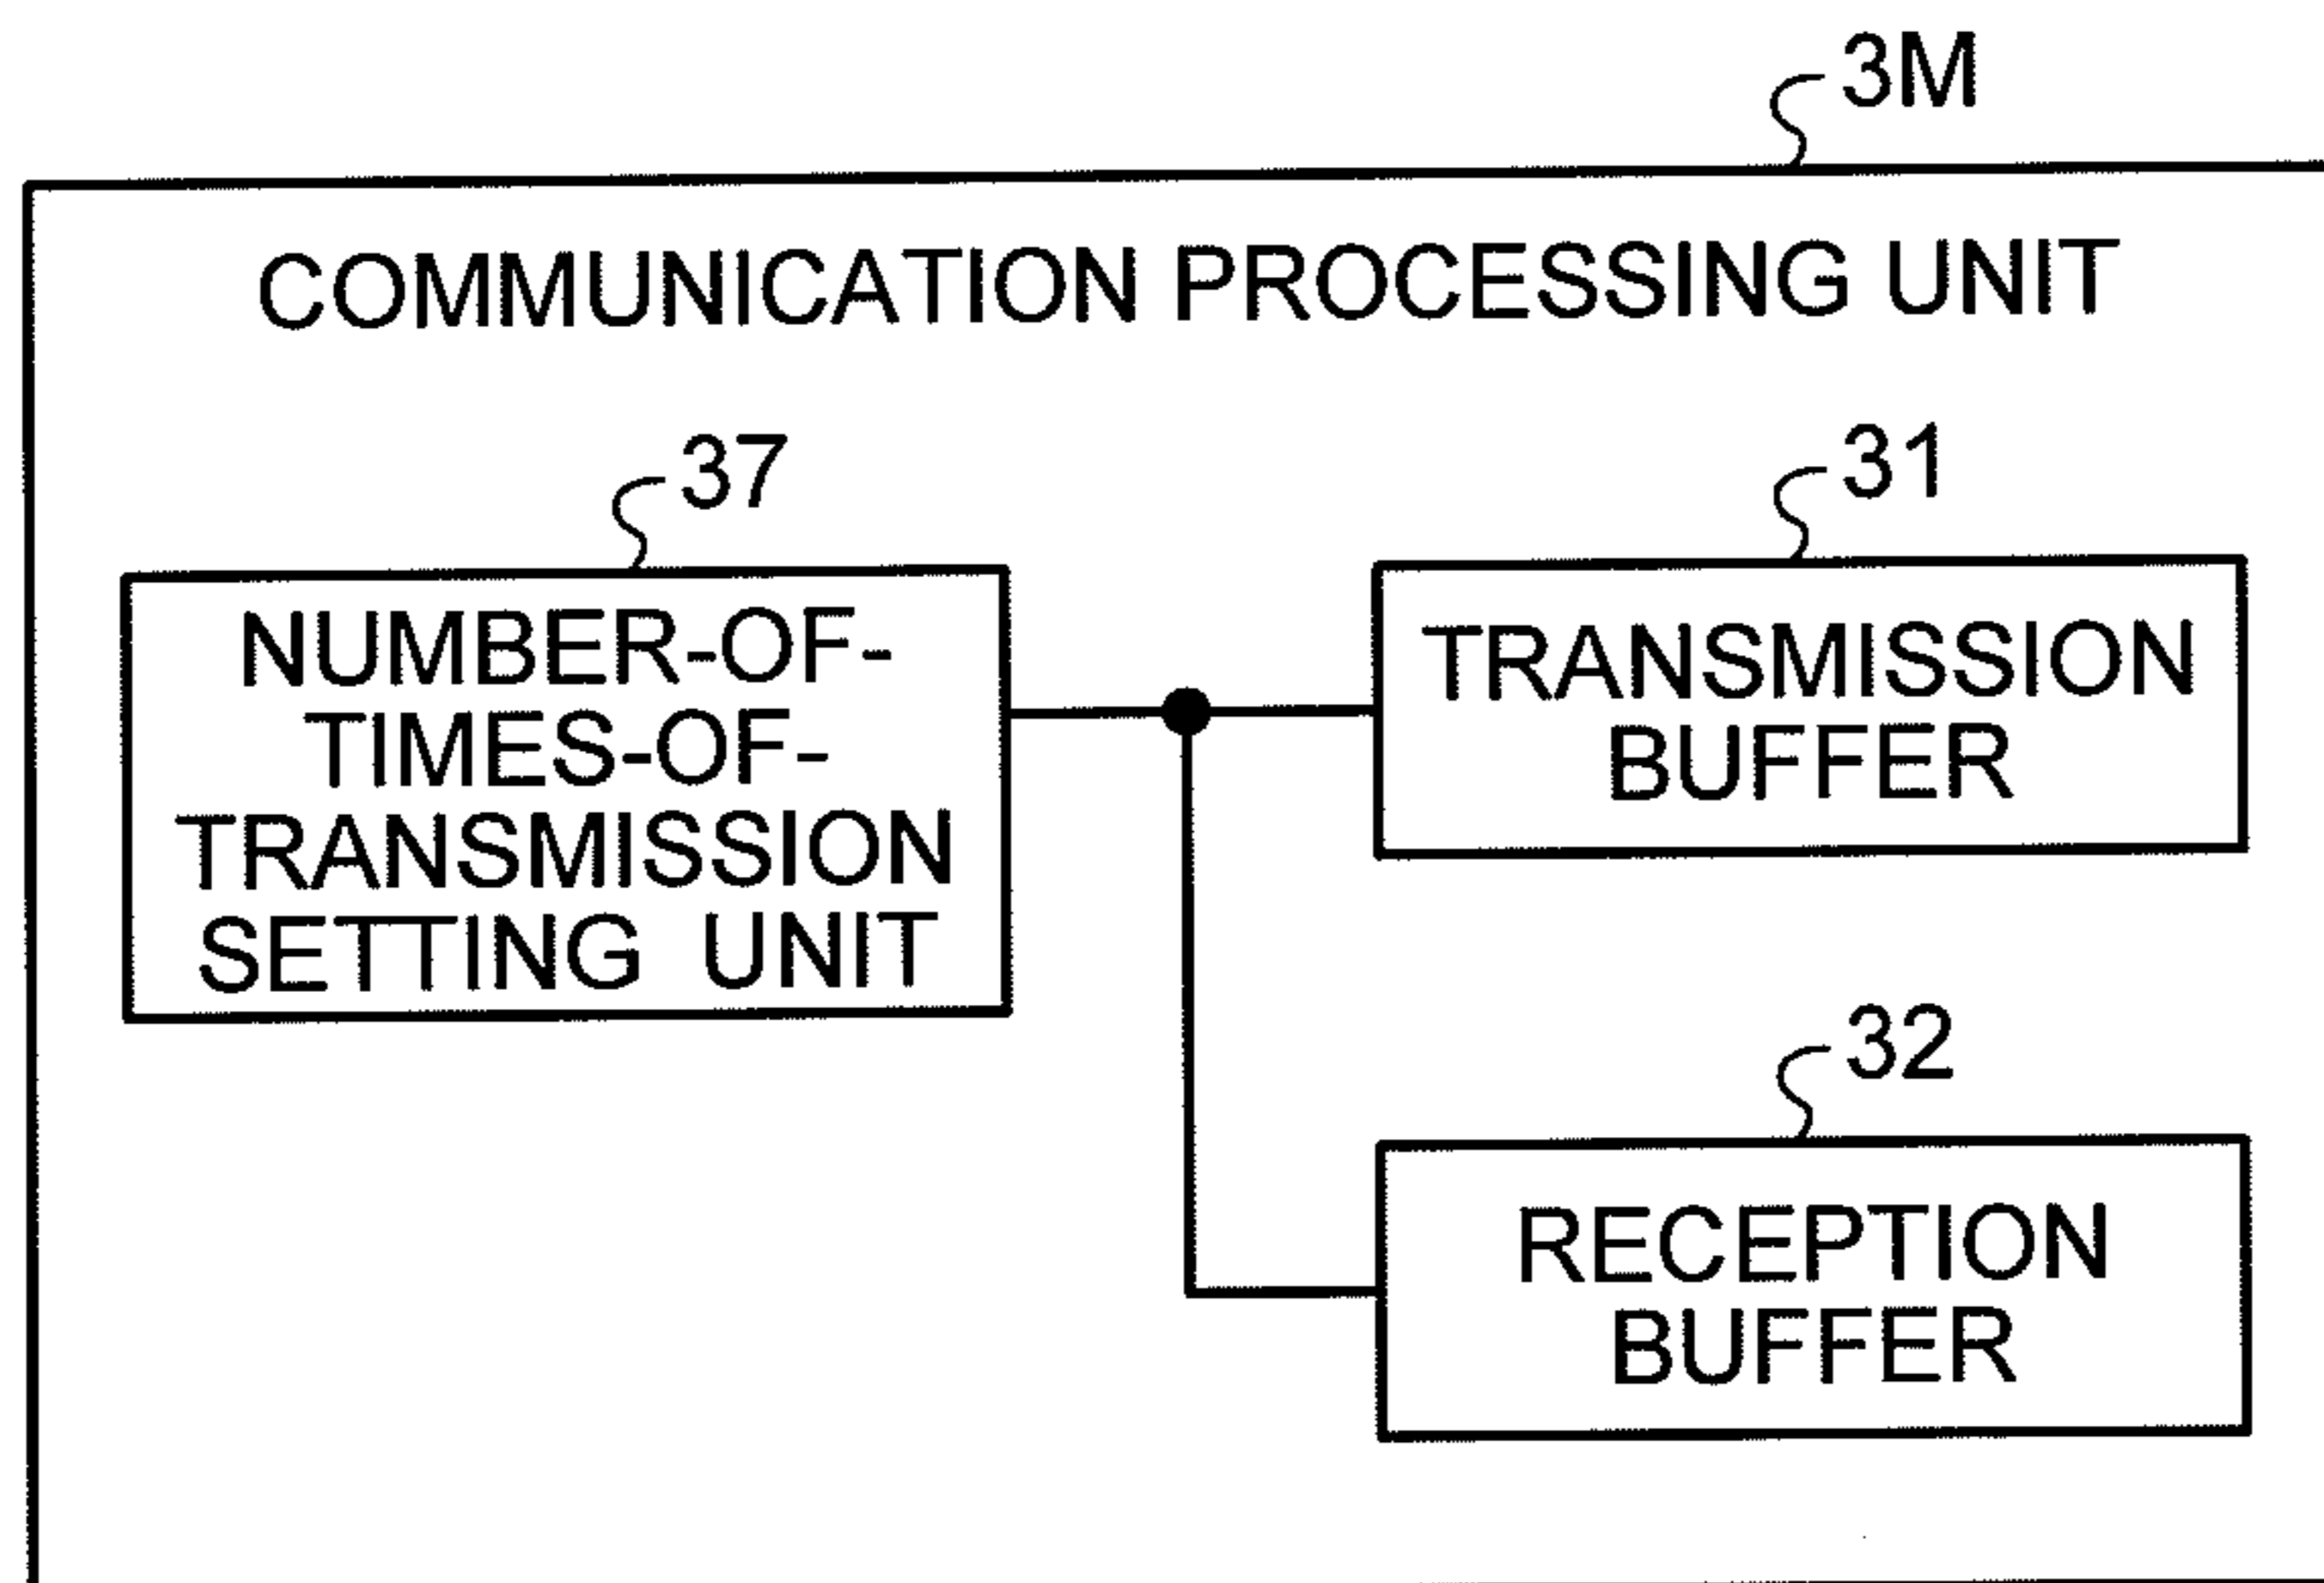 3M
COMMUNICATION PROCESSING UNIT
37
NUMBER-OF-
TIMES-OF-
TRANSMISSION
SETTING UNIT
31
TRANSMISSION
BUFFER
32
RECEPTION
BUFFER